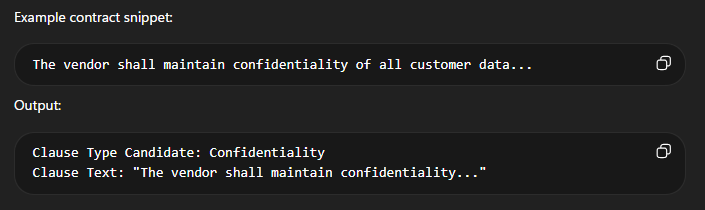 Example contract snippet:
The vendor shall maintain confidentiality of all customer data...
Output:
Clause Type Candidate: Confidentiality
Clause Text: "The vendor shall maintain confidentiality..."